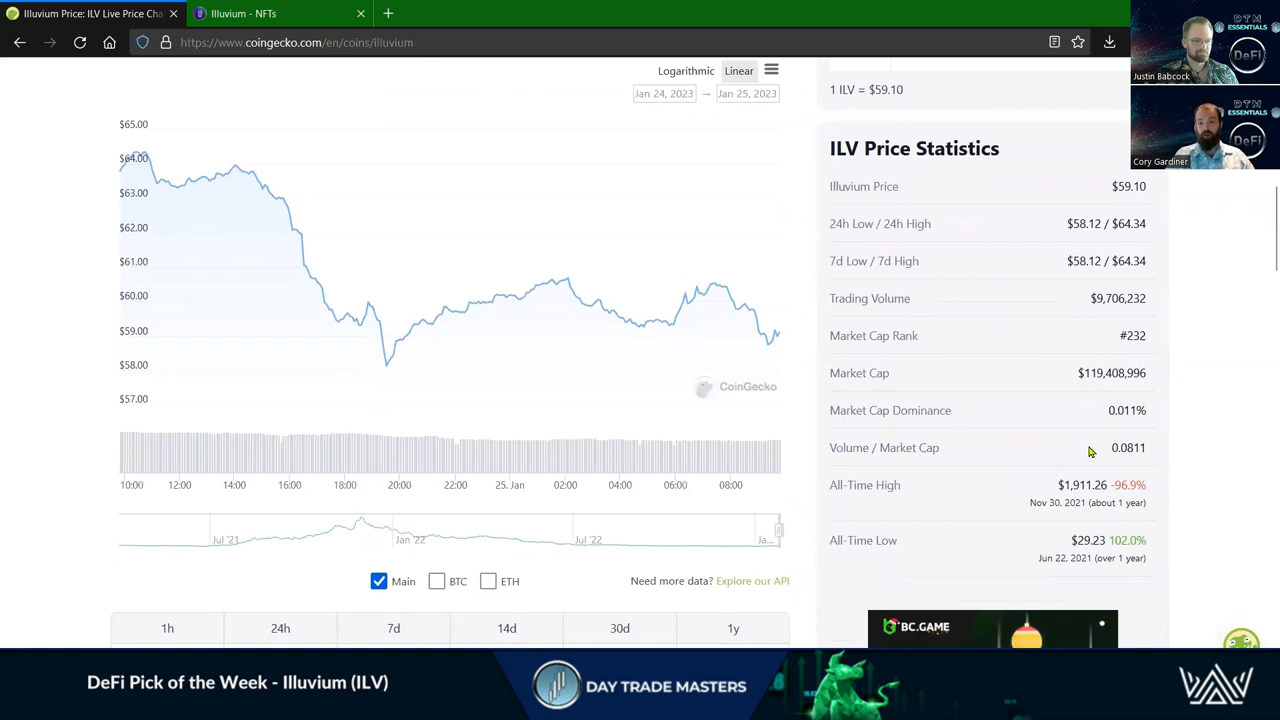 Illuvium Price: ILV Live Price Cha
Illuvium - NFTs
https://www.coingecko.com/en/coins/illuvium
DTM
ESSENTIALS
DeFi
Justin Babcock
DTM
ESSENTIALS
DeFi
Cory Gardiner
Logarithmic Linear
Jan 24, 2023 → Jan 25, 2023
$65.00
$64.00
$63.00
$62.00
$61.00
$60.00
$59.00
$58.00
$57.00
CoinGecko
10:00 12:00 14:00 16:00 18:00 20:00 22:00 25. Jan 02:00 04:00 06:00 08:00
Jul '21 Jan '22 Jul '22 Ja...
Main BTC ETH
Need more data? Explore our API
1h 24h 7d 14d 30d 1y
1 ILV = $59.10
ILV Price Statistics
Illuvium Price $59.10
24h Low / 24h High $58.12 / $64.34
7d Low / 7d High $58.12 / $64.34
Trading Volume $9,706,232
Market Cap Rank #232
Market Cap $119,408,996
Market Cap Dominance 0.011%
Volume / Market Cap 0.0811
All-Time High $1,911.26 -96.9%
Nov 30, 2021 (about 1 year)
All-Time Low $29.23 102.0%
Jun 22, 2021 (over 1 year)
BC.GAME
DeFi Pick of the Week - Illuvium (ILV)
DAY TRADE MASTERS